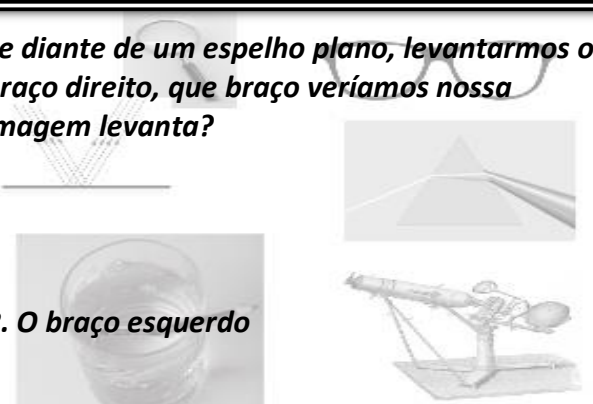 e diante de um espelho plano, levantarmos o
raço direito, que braço veríamos nossa
magem levanta?
. O braço esquerdo